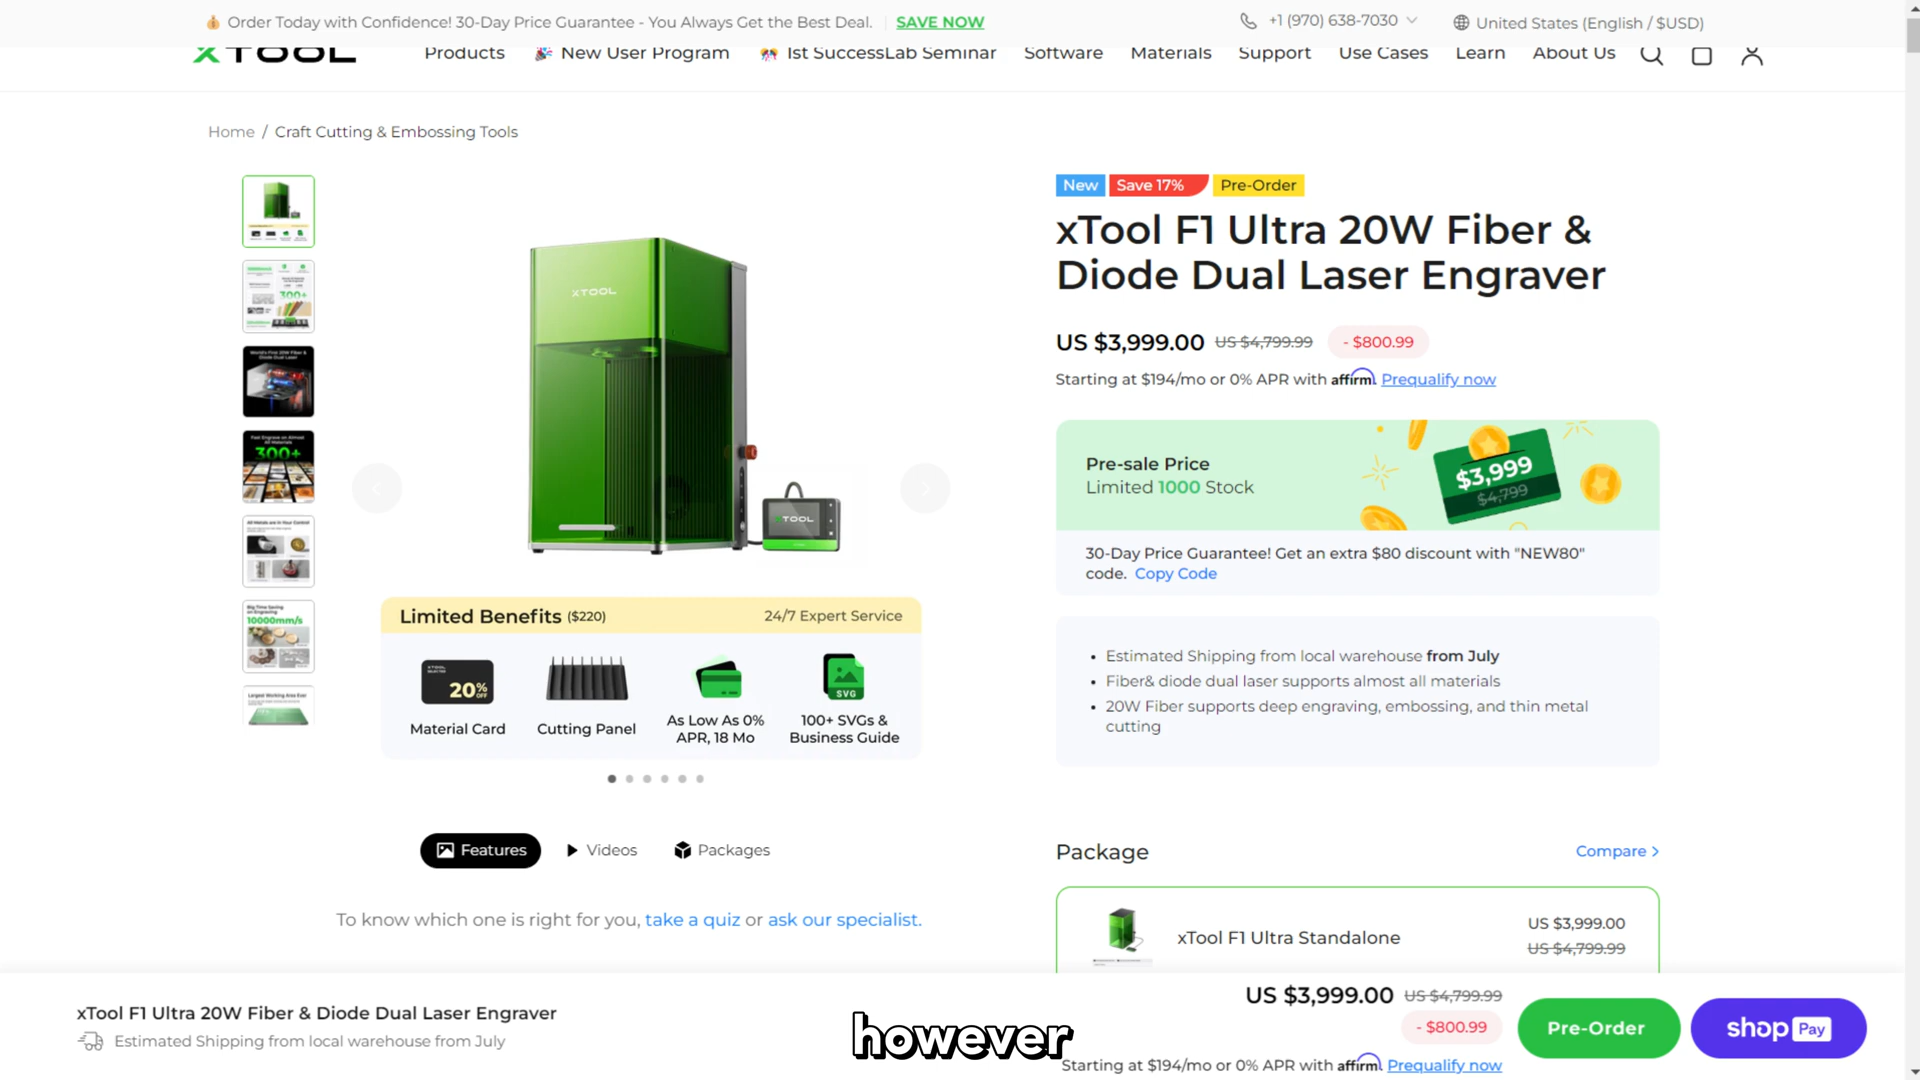 Order Today with Confidence! 30-Day Price Guarantee - You Always Get the Best Deal. SAVE NOW
+1 (970) 638-7030
United States (English / $USD)
XTOOL
Products
New User Program
1st SuccessLab Seminar
Software
Materials
Support
Use Cases
Learn
About Us
Home / Craft Cutting & Embossing Tools
300+
World's First 20W Fiber &
Diode Dual Laser
Fast Engrave on Almost
All Materials
300+
All Metals are in Your Control
Big Time Saving
on Engraving
10000mm/s
Largest Working Area Ever
XTOOL
XTOOL
Limited Benefits ($220)
24/7 Expert Service
20% OFF
SVG
Material Card
Cutting Panel
As Low As 0%
APR, 18 Mo
100+ SVGs &
Business Guide
Features
Videos
Packages
To know which one is right for you, take a quiz or ask our specialist.
New
Save 17%
Pre-Order
xTool F1 Ultra 20W Fiber &
Diode Dual Laser Engraver
US $3,999.00 US $4,799.99 - $800.99
Starting at $194/mo or 0% APR with affirm. Prequalify now
Pre-sale Price
Limited 1000 Stock
$3,999
$4,799
30-Day Price Guarantee! Get an extra $80 discount with "NEW80"
code. Copy Code
• Estimated Shipping from local warehouse from July
• Fiber& diode dual laser supports almost all materials
• 20W Fiber supports deep engraving, embossing, and thin metal
cutting
Package
Compare >
xTool F1 Ultra Standalone
US $3,999.00
US $4,799.99
xTool F1 Ultra 20W Fiber & Diode Dual Laser Engraver
Estimated Shipping from local warehouse from July
however
US $3,999.00 US $4,799.99
- $800.99
Starting at $194/mo or 0% APR with affirm. Prequalify now
Pre-Order
shop Pay